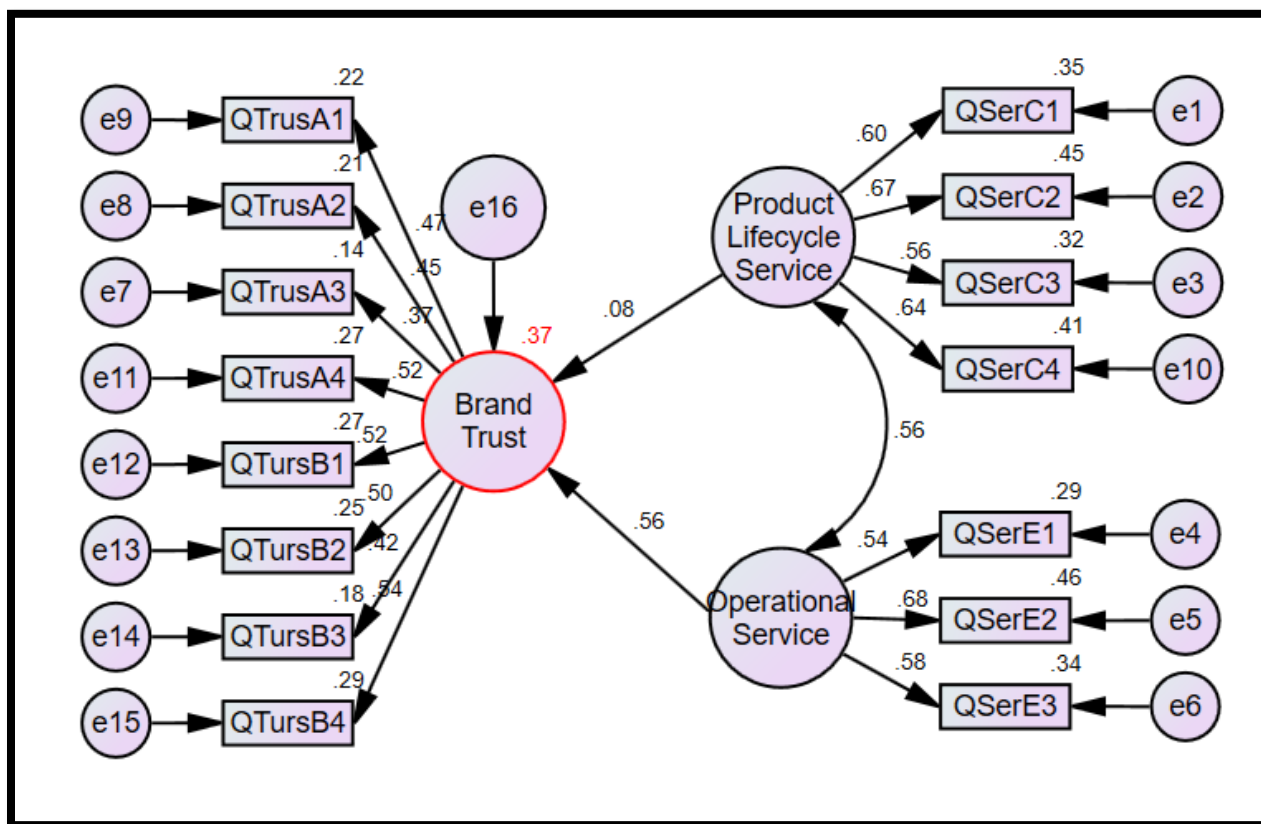 .22
e9
QTrusA1
.21
e8
QTrusA2
.14
e7
QTrusA3
.27
e11
QTrusA4
.27
e12
QTursB1
.25
e13
QTursB2
.18
e14
QTursB3
.29
e15
QTursB4
.47
.45
.37
.52
.52
.50
.42
.54
e16
.37
Brand
Trust
.08
.56
Product
Lifecycle
Service
.56
Operational
Service
.60
.67
.56
.64
.35
QSerC1
e1
.45
QSerC2
e2
.32
QSerC3
e3
.41
QSerC4
e10
.54
.68
.58
.29
QSerE1
e4
.46
QSerE2
e5
.34
QSerE3
e6